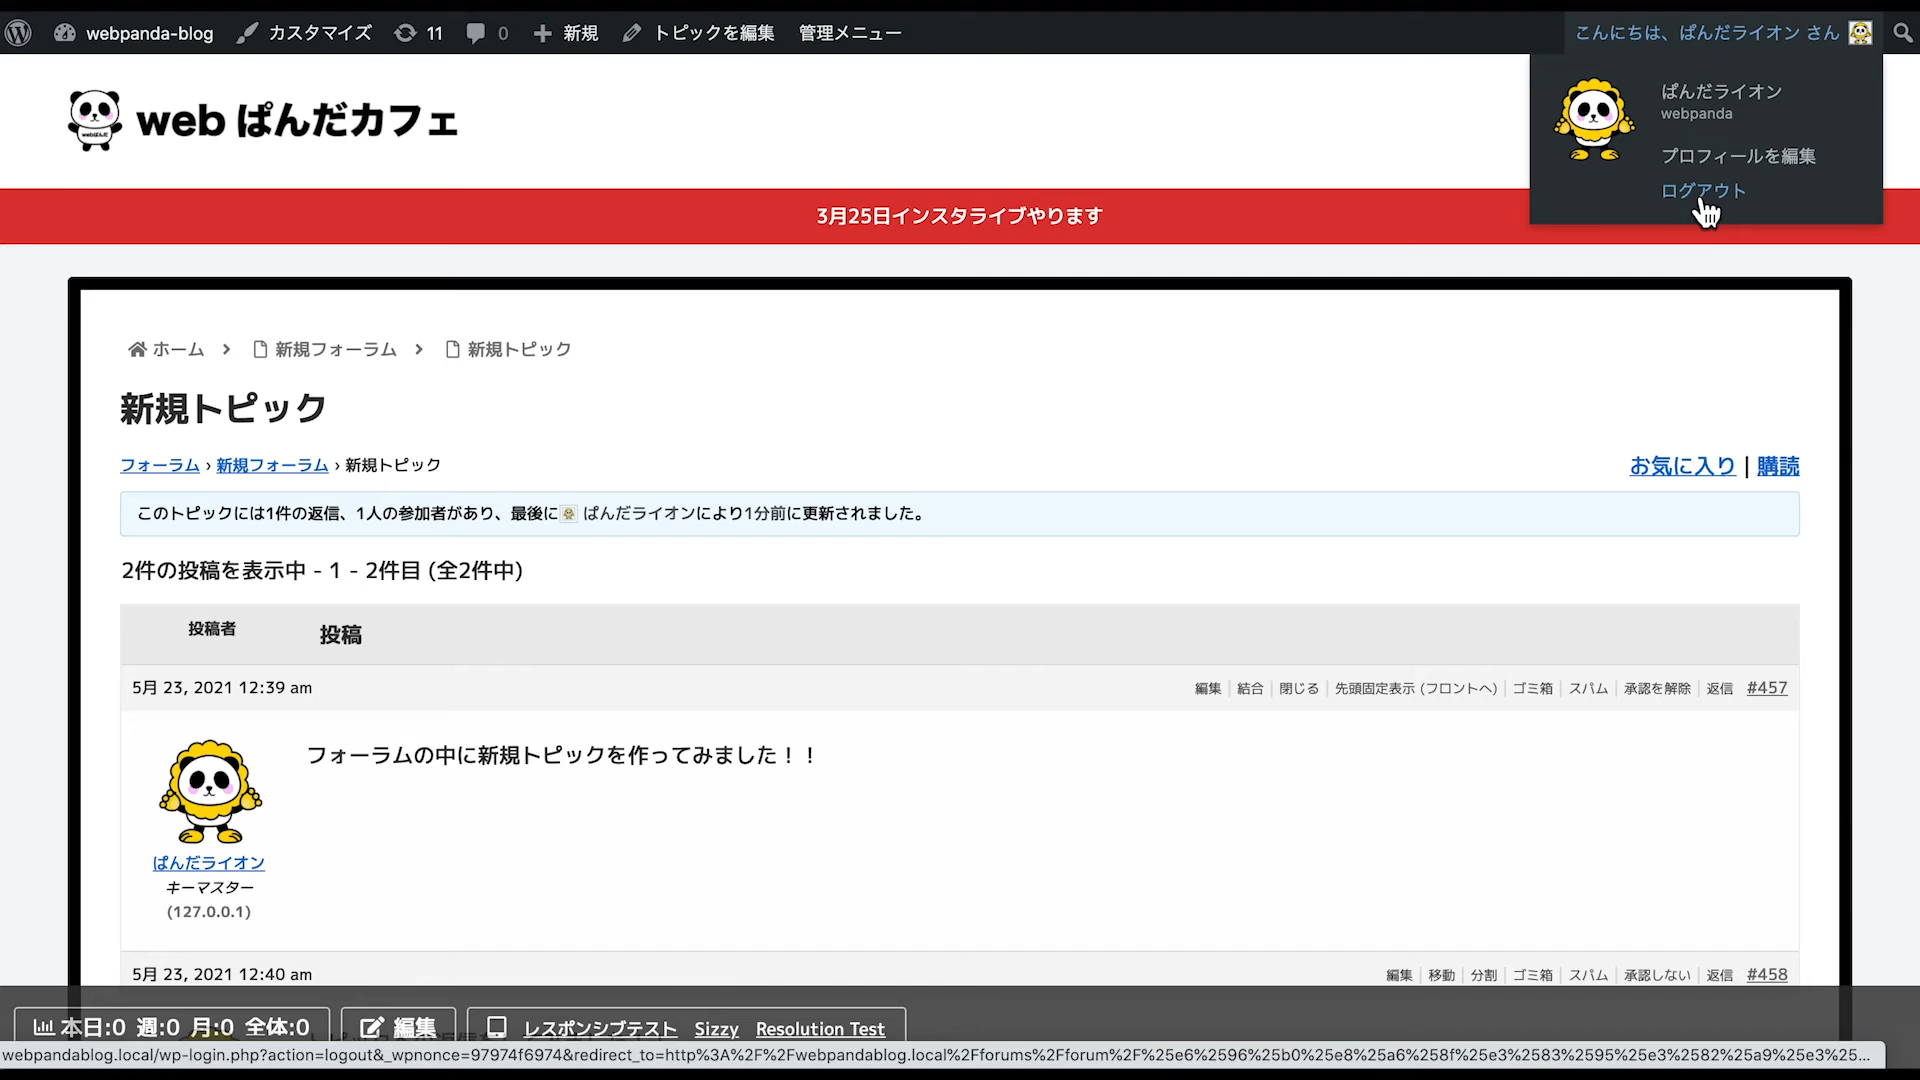 webpanda-blog カスタマイズ 11 0 新規 トピックを編集 管理メニュー こんにちは、ぱんだライオン さん
ぱんだライオン
webpanda
プロフィールを編集
ログアウト
web ぱんだカフェ
3月25日インスタライブやります
ホーム 新規フォーラム 新規トピック
新規トピック
フォーラム › 新規フォーラム › 新規トピック お気に入り | 購読
このトピックには1件の返信、1人の参加者があり、最後に ぱんだライオンにより1分前に更新されました。
2件の投稿を表示中 - 1 - 2件目 (全2件中)
投稿者 投稿
5月 23, 2021 12:39 am 編集 | 結合 | 閉じる | 先頭固定表示 (フロントへ) | ゴミ箱 | スパム | 承認を解除 | 返信 #457
フォーラムの中に新規トピックを作ってみました！！
ぱんだライオン
キーマスター
(127.0.0.1)
5月 23, 2021 12:40 am 編集 | 移動 | 分割 | ゴミ箱 | スパム | 承認しない | 返信 #458
本日:0 週:0 月:0 全体:0 編集 レスポンシブテスト Sizzy Resolution Test
webpandablog.local/wp-login.php?action=logout&_wpnonce=97974f6974&redirect_to=http%3A%2F%2Fwebpandablog.local%2Fforums%2Fforum%2F%25e6%2596%25b0%25e8%25a6%258f%25e3%2583%2595%25e3%2582%25a9%25e3%25...